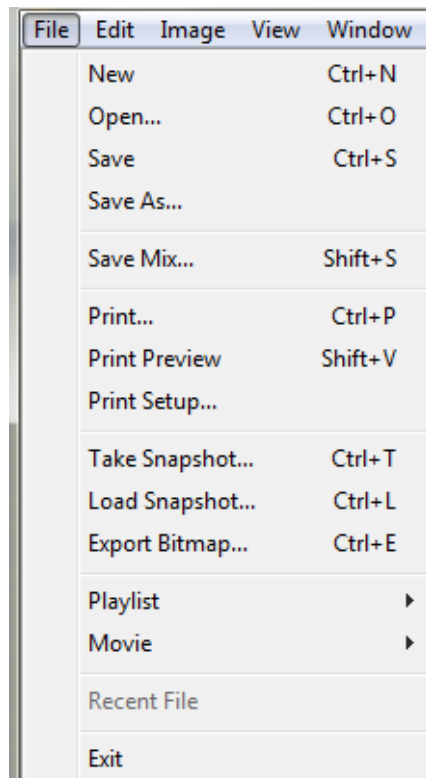 File Edit Image View Window
New Ctrl+N
Open... Ctrl+O
Save Ctrl+S
Save As...
Save Mix... Shift+S
Print... Ctrl+P
Print Preview Shift+V
Print Setup...
Take Snapshot... Ctrl+T
Load Snapshot... Ctrl+L
Export Bitmap... Ctrl+E
Playlist
Movie
Recent File
Exit